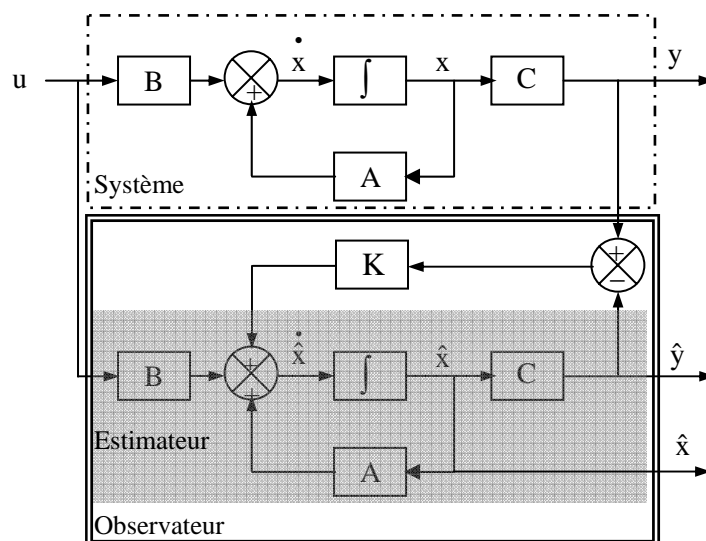 ẋ x y
u B + ∫ C
A
Système
K + −
+ x̂̇ x̂ ŷ
B + ∫ C
Estimateur
A x̂
Observateur